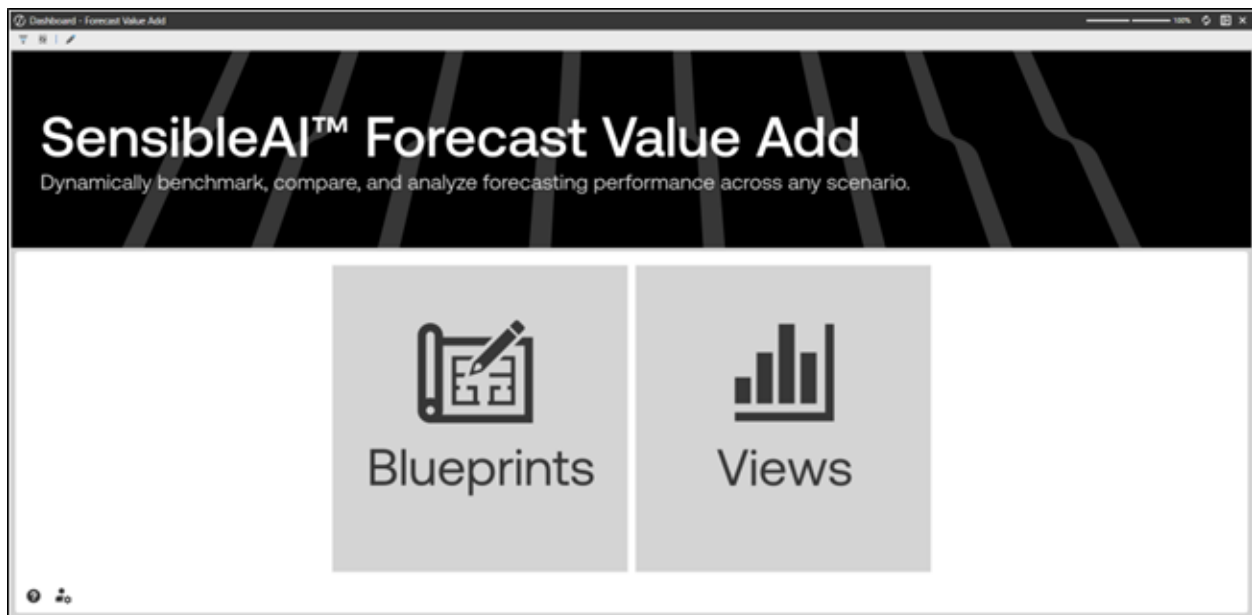 Dashboard - Forecast Value Add
100%
SensibleAI™ Forecast Value Add
Dynamically benchmark, compare, and analyze forecasting performance across any scenario.
Blueprints
Views